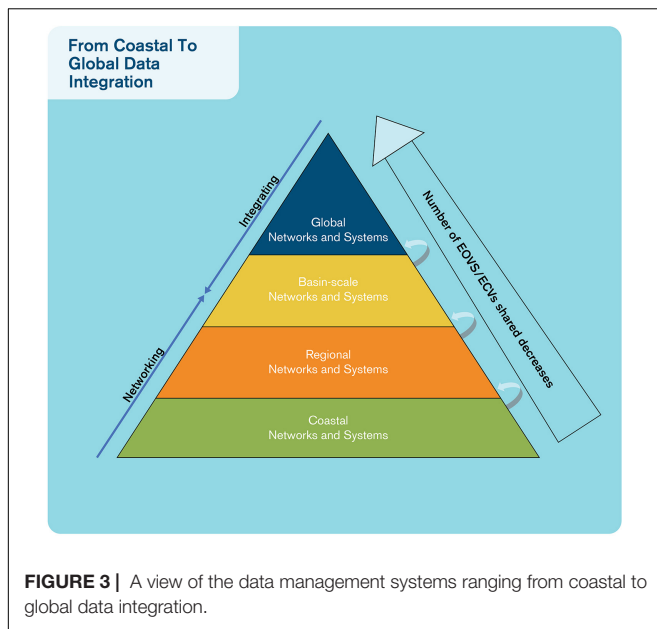 From Coastal To
Global Data
Integration
Integrating
Networking
Number of EOVS/ECVs shared decreases
Global
Networks and Systems
Basin-scale
Networks and Systems
Regional
Networks and Systems
Coastal
Networks and Systems
FIGURE 3 | A view of the data management systems ranging from coastal to
global data integration.